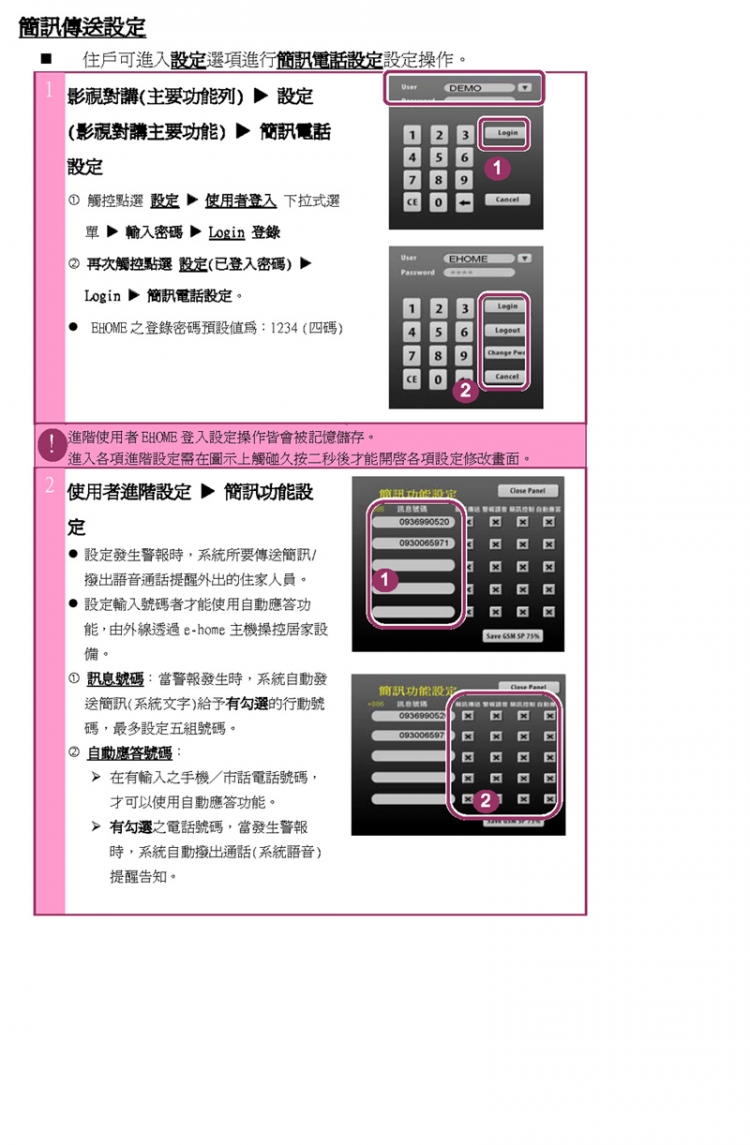 簡訊傳送設定
■ 住戶可進入設定選項進行簡訊電話設定設定操作。
1
影視對講(主要功能列) ▶ 設定
(影視對講主要功能) ▶ 簡訊電話
設定
① 觸控點選 設定 ▶ 使用者登入 下拉式選
單 ▶ 輸入密碼 ▶ Login 登錄
② 再次觸控點選 設定(已登入密碼) ▶
Login ▶ 簡訊電話設定。
● EHOME 之登錄密碼預設值為：1234 (四碼)
User DEMO
1 2 3 Login
4 5 6 1
7 8 9
CE 0 ← Cancel
User EHOME
Password ****
1 2 3 Login
4 5 6 Logout
7 8 9 Change Pwd
CE 0 Cancel
2
! 進階使用者 EHOME 登入設定操作皆會被記憶儲存。
進入各項進階設定需在圖示上觸碰久按二秒後才能開啓各項設定修改畫面。
2
使用者進階設定 ▶ 簡訊功能設
定
● 設定發生警報時，系統所要傳送簡訊/
撥出語音通話提醒外出的住家人員。
● 設定輸入號碼者才能使用自動應答功
能，由外線透過 e-home 主機操控居家設
備。
① 訊息號碼：當警報發生時，系統自動發
送簡訊(系統文字)給予有勾選的行動號
碼，最多設定五組號碼。
② 自動應答號碼：
➢ 在有輸入之手機／市話電話號碼，
才可以使用自動應答功能。
➢ 有勾選之電話號碼，當發生警報
時，系統自動撥出通話(系統語音)
提醒告知。
簡訊功能設定 Close Panel
訊息號碼 警報語音 簡訊控制 自動應答
0936990520
0930065971
1
Save GSM SP 75%
簡訊功能設定 Close Panel
+886 訊息號碼 簡訊傳送 警報語音 簡訊控制
0936990520
093006597
2
Save GSM SP 75%